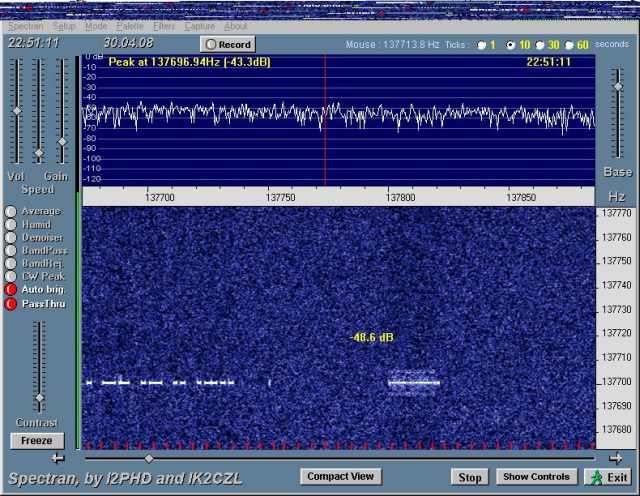 Spectran Setup Mode Palette Filters Capture About
22:51:11 30.04.08 Record Mouse : 137713.8 Hz Ticks : 1 10 30 60 seconds
0 dB Peak at 137696.94Hz (-43.3dB) 22:51:11
-10
-20
-30
-40
-50
-60
-70
-80
-90
-100
-110
-120
Vol Gain
Speed
Base
137700 137750 137800 137850 Hz
Average
Humid
Denoiser
BandPass
BandRej.
CW Peak
Auto brig.
PassThru
137770
137760
137750
137740
137730
137720
137710
137700
137690
137680
-48.6 dB
Contrast
Freeze
Spectran, by I2PHD and IK2CZL Compact View Stop Show Controls Exit